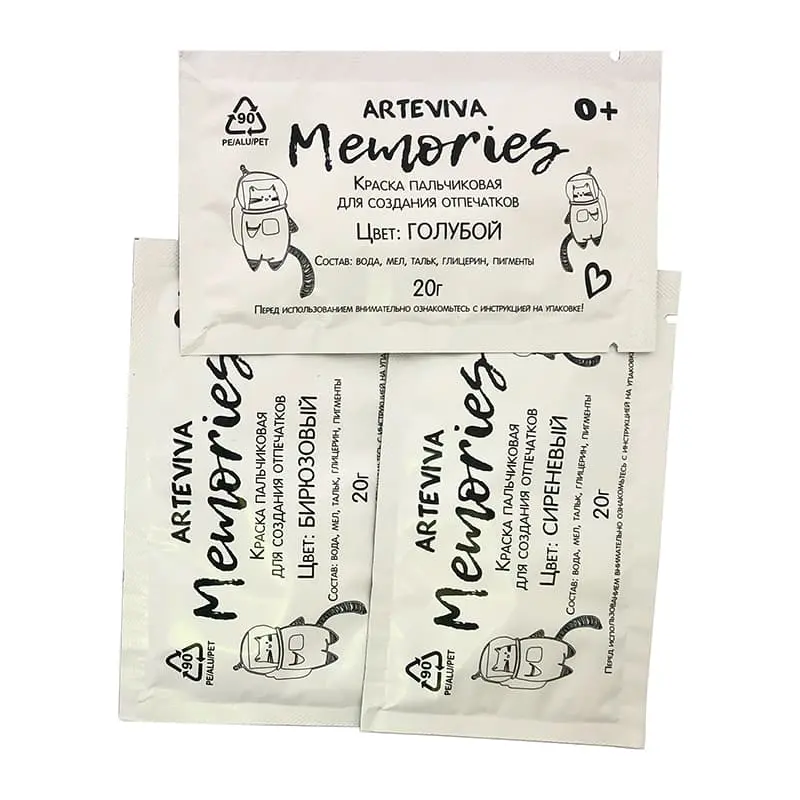 90
PE/ALU/PET
ARTEVIVA
0+
Memories
КРАСКА ПАЛЬЧИКОВАЯ
ДЛЯ СОЗДАНИЯ ОТПЕЧАТКОВ
ЦВЕТ: ГОЛУБОЙ
СОСТАВ: ВОДА, МЕЛ, ТАЛЬК, ГЛИЦЕРИН, ПИГМЕНТЫ
20г
ПЕРЕД ИСПОЛЬЗОВАНИЕМ ВНИМАТЕЛЬНО ОЗНАКОМЬТЕСЬ С ИНСТРУКЦИЕЙ НА УПАКОВКЕ!
ARTEVIVA
Memories
КРАСКА ПАЛЬЧИКОВАЯ
ДЛЯ СОЗДАНИЯ ОТПЕЧАТКОВ
ЦВЕТ: БИРЮЗОВЫЙ
СОСТАВ: ВОДА, МЕЛ, ТАЛЬК, ГЛИЦЕРИН, ПИГМЕНТЫ
20г
С ИНСТРУКЦИЕЙ НА УПАКОВКЕ!
90
PE/ALU/PET
ARTEVIVA
Memories
КРАСКА ПАЛЬЧИКОВАЯ
ДЛЯ СОЗДАНИЯ ОТПЕЧАТКОВ
ЦВЕТ: СИРЕНЕВЫЙ
СОСТАВ: ВОДА, МЕЛ, ТАЛЬК, ГЛИЦЕРИН, ПИГМЕНТЫ
20г
ПЕРЕД ИСПОЛЬЗОВАНИЕМ ВНИМАТЕЛЬНО ОЗНАКОМЬТЕСЬ С ИНСТРУКЦИЕЙ НА
90
PE/ALU/PET